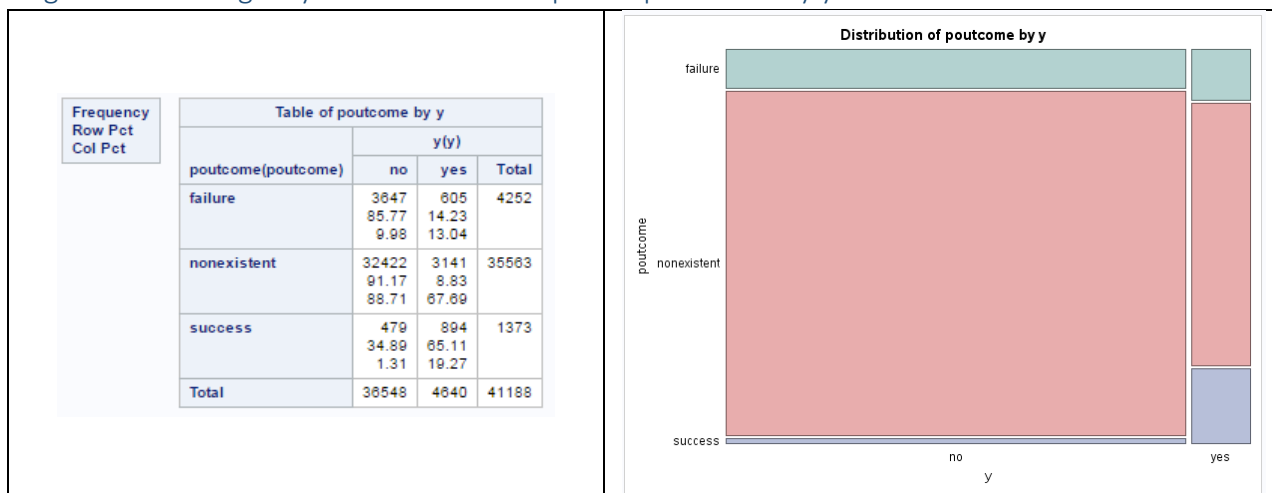 Frequency
Row Pct
Col Pct
Table of poutcome by y
y(y)
poutcome(poutcome) no yes Total
failure 3647 605 4252
85.77 14.23
9.98 13.04
nonexistent 32422 3141 35563
91.17 8.83
88.71 67.69
success 479 894 1373
34.89 65.11
1.31 19.27
Total 36548 4640 41188
Distribution of poutcome by y
failure
poutcome
nonexistent
success
no yes
y